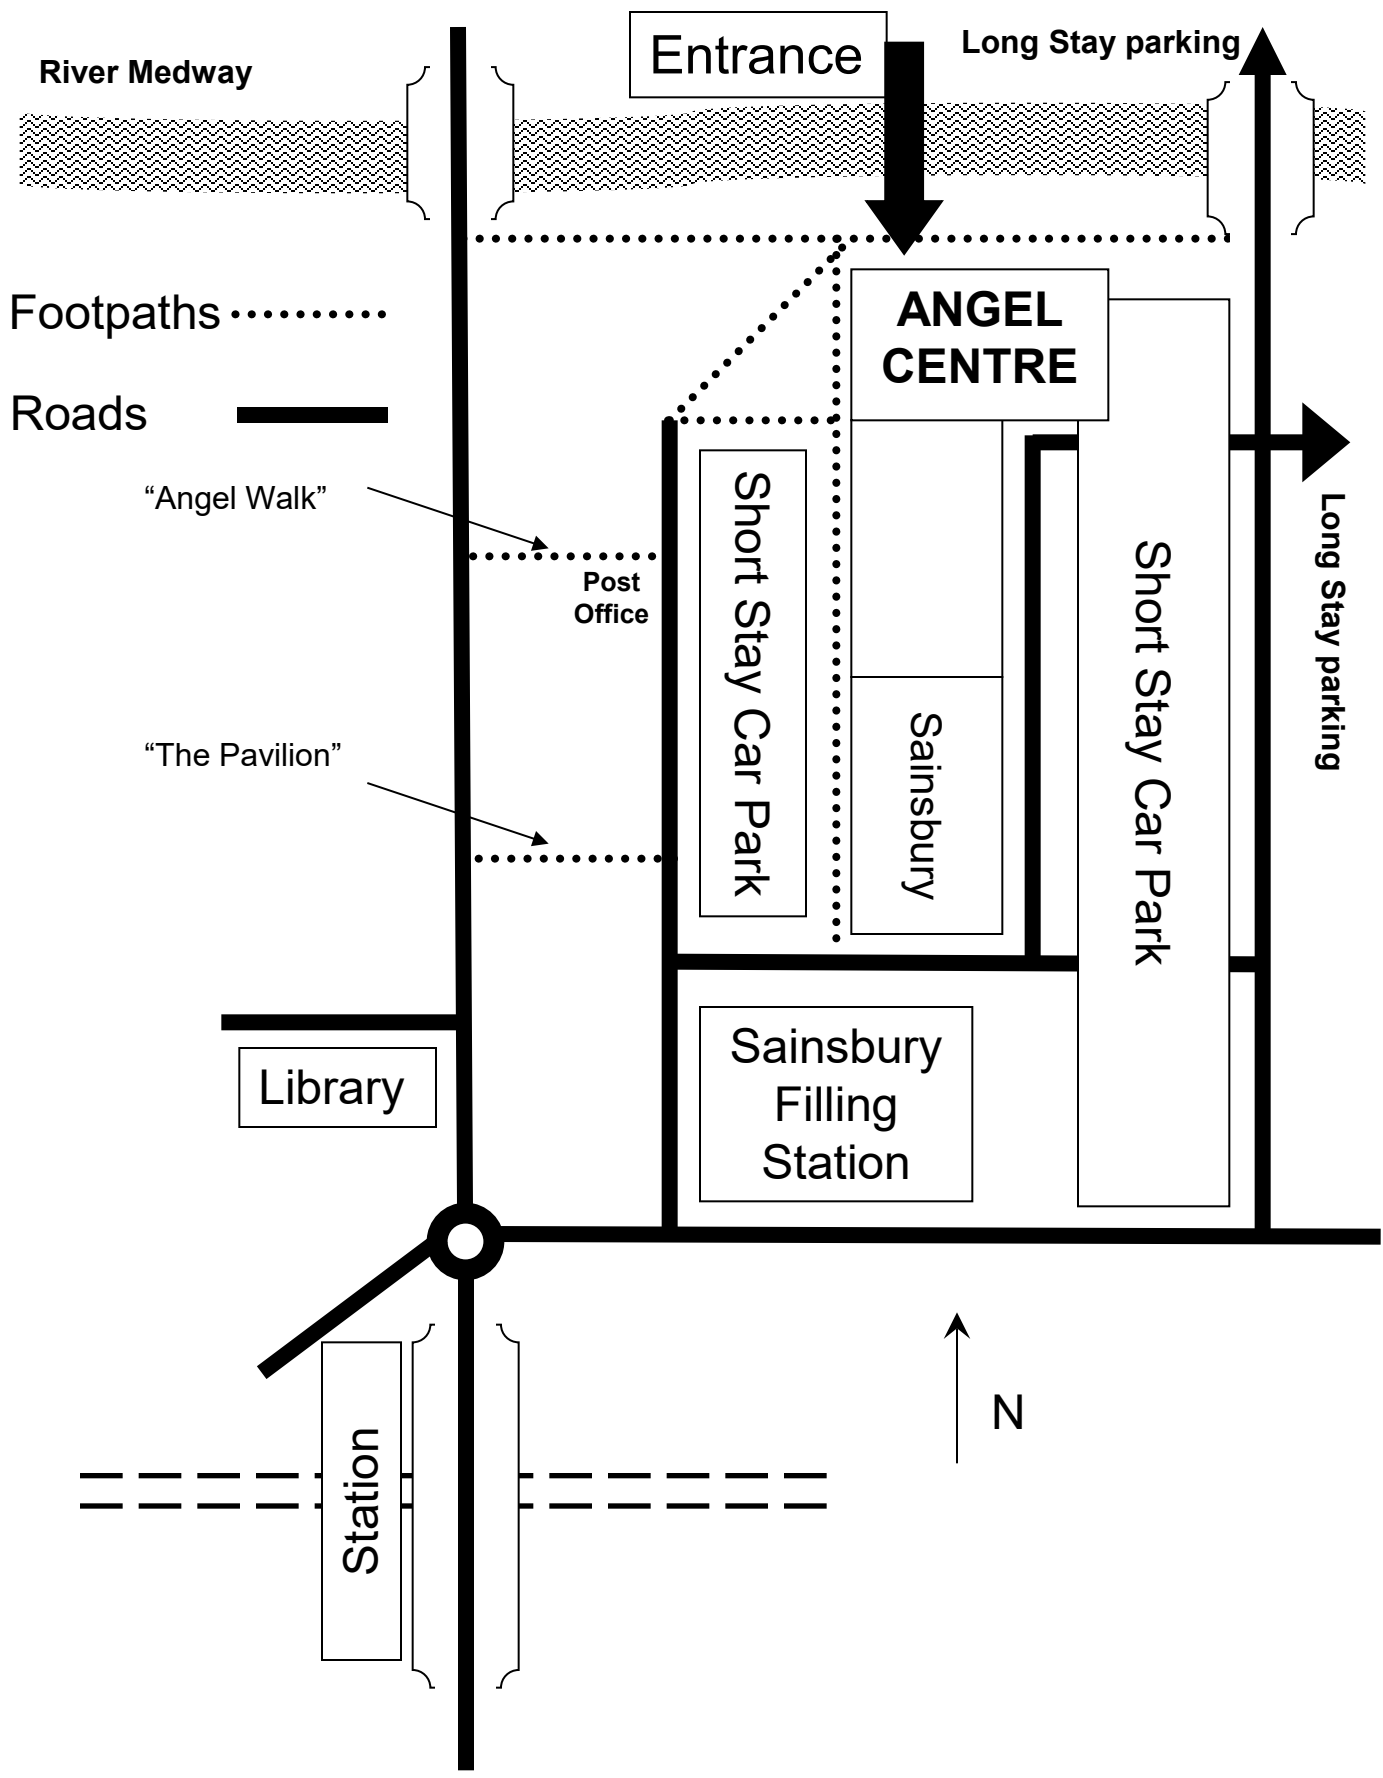 Entrance
Long Stay parking
River Medway
Footpaths
ANGEL
CENTRE
Roads
“Angel Walk”
Post
Office
Short Stay Car Park
Short Stay Car Park
Long Stay parking
“The Pavilion”
Sainsbury
Sainsbury
Filling
Station
Library
N
Station